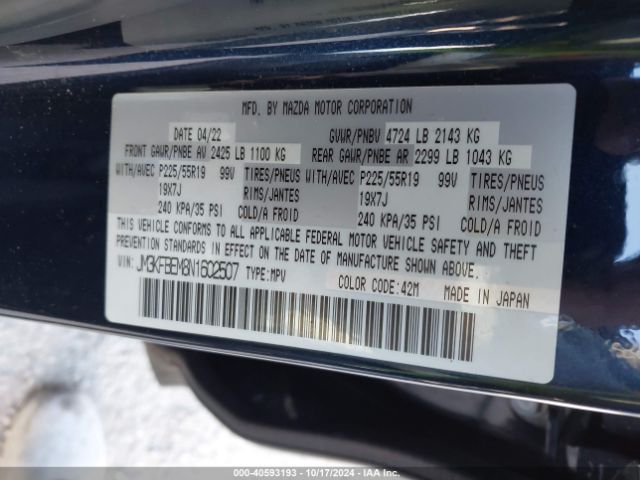 MFD. BY MAZDA MOTOR CORPORATION
DATE 04/22 GVWR/PNBV 4724 LB 2143 KG
FRONT GAWR/PNBE AV 2425 LB 1100 KG REAR GAWR/PNBE AR 2299 LB 1043 KG
WITH/AVEC P225/55R19 99V TIRES/PNEUS WITH/AVEC P225/55R19 99V TIRES/PNEUS
19X7J RIMS/JANTES 19X7J RIMS/JANTES
240 KPA/35 PSI COLD/A FROID 240 KPA/35 PSI COLD/A FROID
THIS VEHICLE CONFORMS TO ALL APPLICABLE FEDERAL MOTOR VEHICLE SAFETY AND THEFT
PREVENTION STANDARDS IN EFFECT ON THE DATE OF MANUFACTURE SHOWN ABOVE.
VIN: JM3KFBEM8N1602507 TYPE:MPV COLOR CODE:42M MADE IN JAPAN
000-40593193 - 10/17/2024 - IAA Inc.